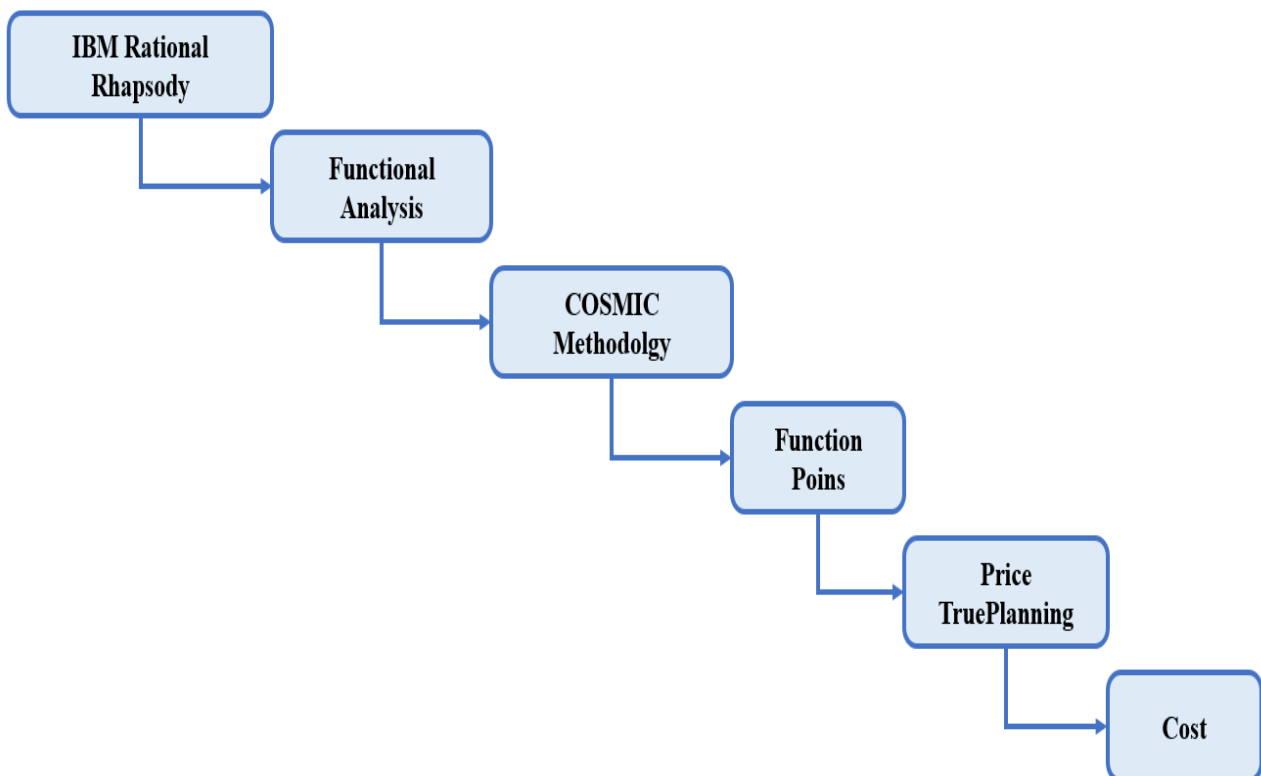 IBM Rational
Rhapsody
Functional
Analysis
COSMIC
Methodolgy
Function
Poins
Price
TruePlanning
Cost